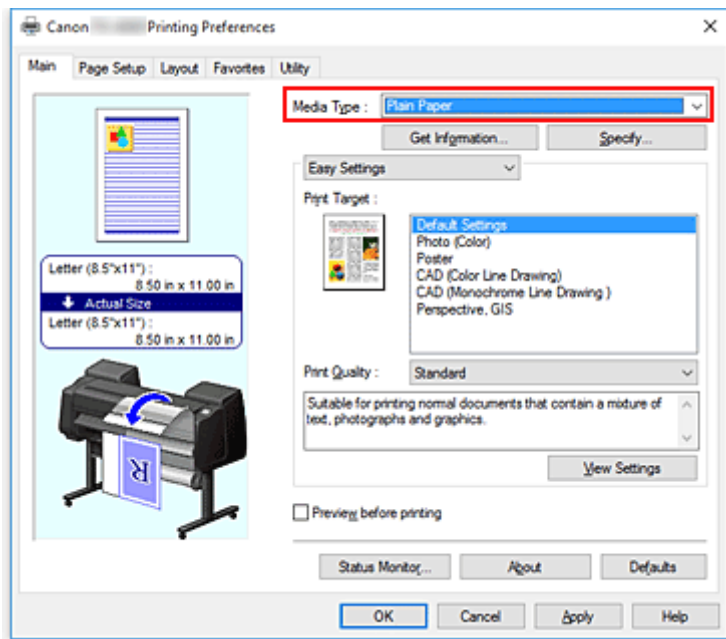 Canon Printing Preferences
Main Page Setup Layout Favorites Utility
Media Type : Plain Paper
Get Information... Specify...
Easy Settings
Print Target :
Default Settings
Photo (Color)
Poster
CAD (Color Line Drawing)
CAD (Monochrome Line Drawing )
Perspective, GIS
Letter (8.5"x11") :
8.50 in x 11.00 in
Actual Size
Letter (8.5"x11") :
8.50 in x 11.00 in
R
Print Quality : Standard
Suitable for printing normal documents that contain a mixture of
text, photographs and graphics.
View Settings
Preview before printing
Status Monitor... About Defaults
OK Cancel Apply Help